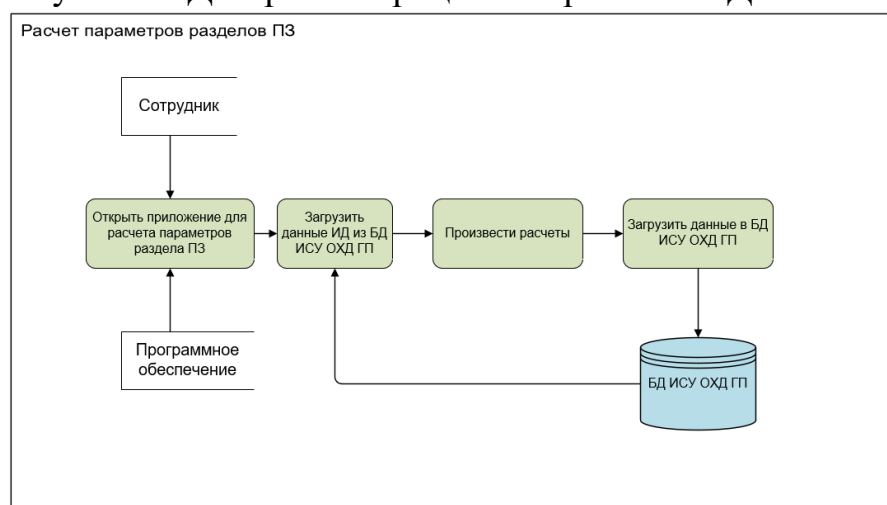 Расчет параметров разделов ПЗ
Сотрудник
Открыть приложение для
расчета параметров
раздела ПЗ
Загрузить
данные ИД из БД
ИСУ ОХД ГП
Произвести расчеты
Загрузить данные в БД
ИСУ ОХД ГП
Программное
обеспечение
БД ИСУ ОХД ГП